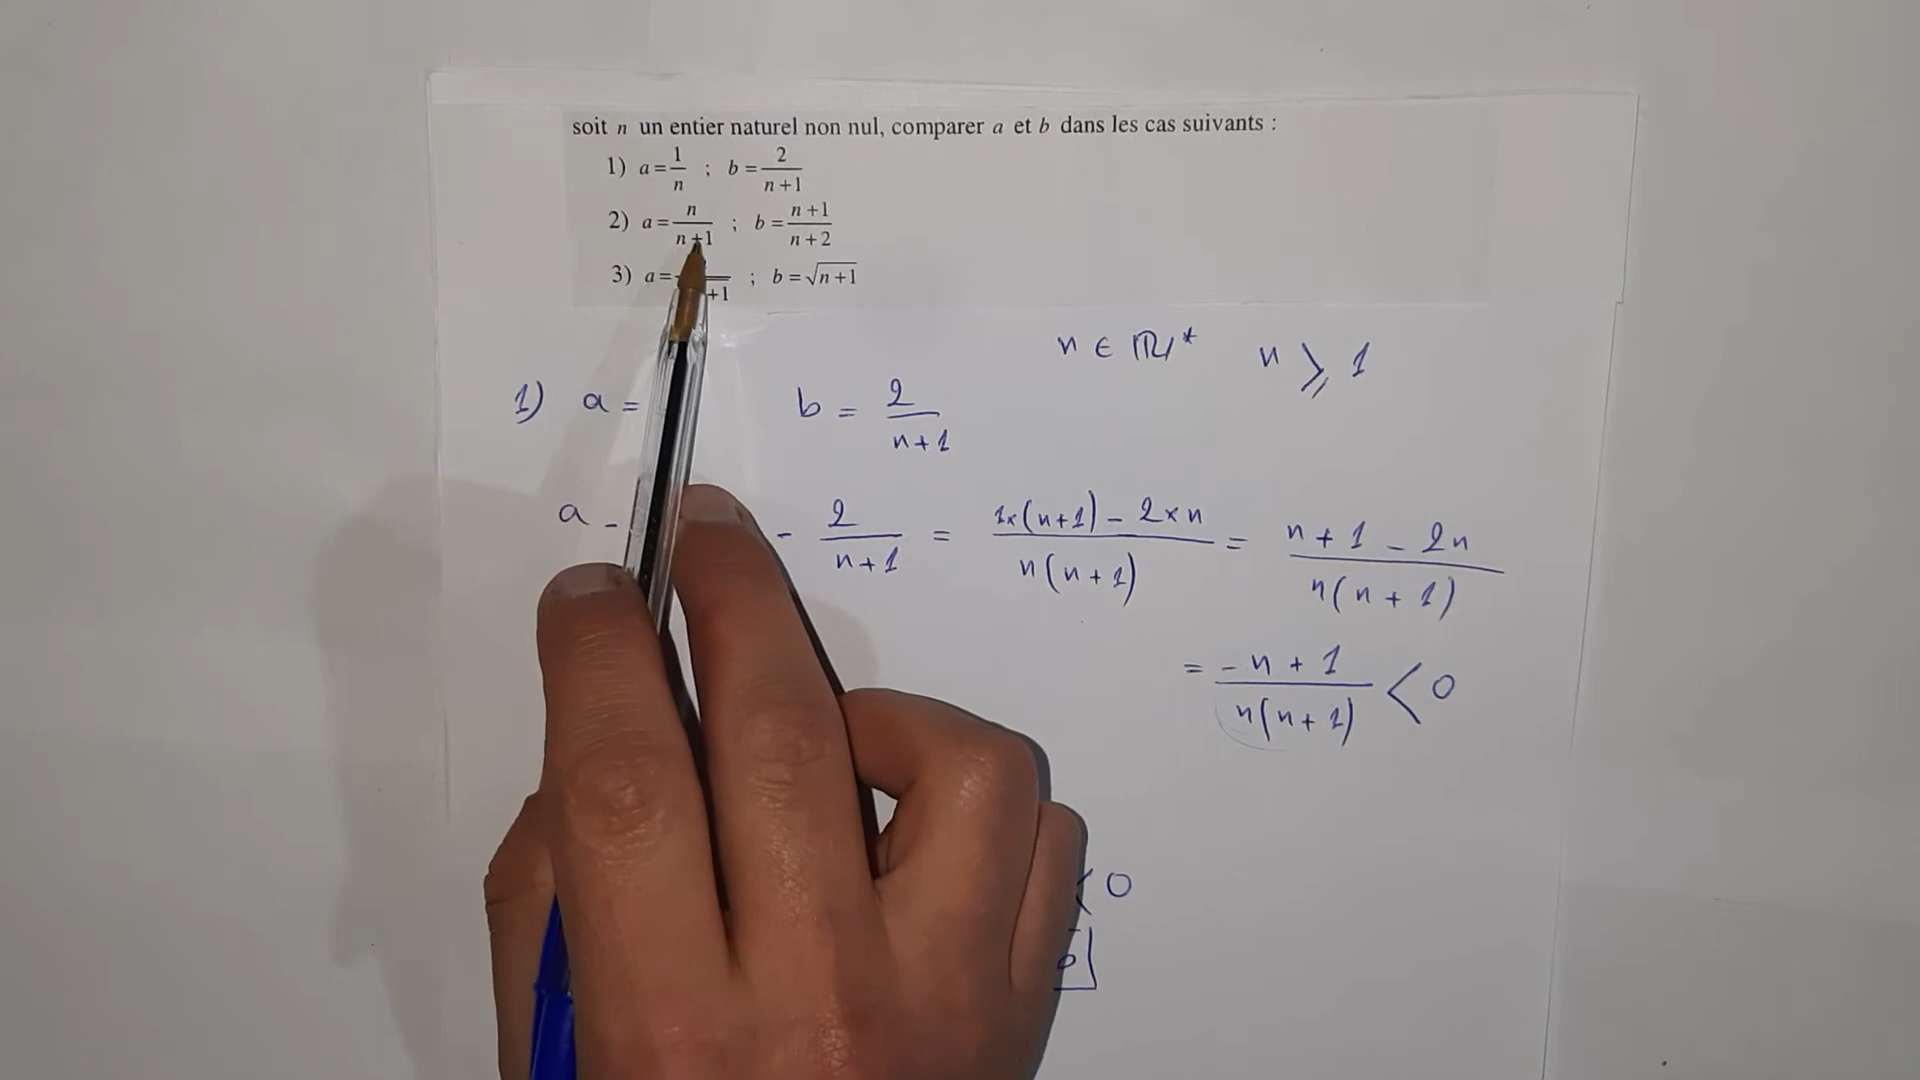 soit n un entier naturel non nul, comparer a et b dans les cas suivants :
1) a = 1/n ; b = 2/(n+1)
2) a = n/(n+1) ; b = (n+1)/(n+2)
3) a = +1 ; b = √(n+1)
n ∈ ℕ* n ⩾ 1
1) a = b = 2/(n+1)
a - - 2/(n+1) = (1×(n+1) - 2×n)/(n(n+1)) = (n + 1 - 2n)/(n(n+1))
= (-n + 1)/(n(n+1)) < 0
< 0
b